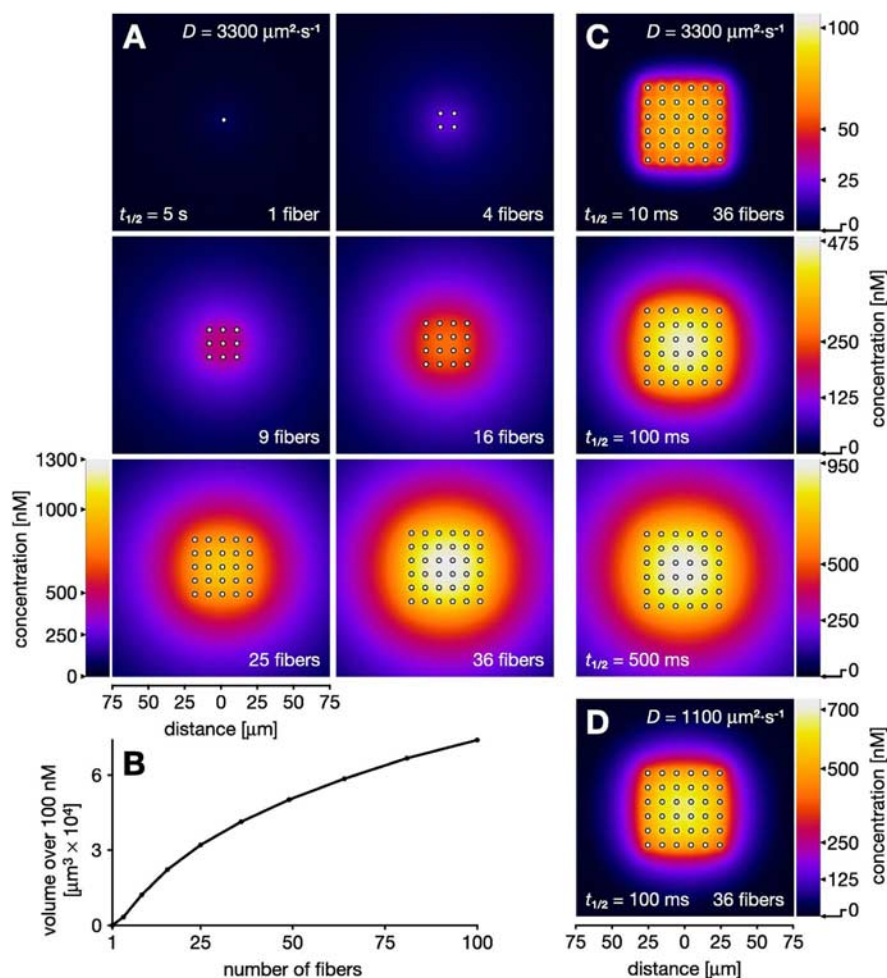 A
D = 3300 μm²·s⁻¹
t1/2 = 5 s
1 fiber
4 fibers
9 fibers
16 fibers
25 fibers
36 fibers
1300
1000
750
500
250
0
concentration [nM]
75 50 25 0 25 50 75
distance [μm]
B
volume over 100 nM
[μm³ × 10⁴]
6
3
0
1 25 50 75 100
number of fibers
C
D = 3300 μm²·s⁻¹
t1/2 = 10 ms
36 fibers
100
50
25
0
t1/2 = 100 ms
475
250
125
0
concentration [nM]
t1/2 = 500 ms
950
500
250
0
D
D = 1100 μm²·s⁻¹
t1/2 = 100 ms
36 fibers
700
500
250
125
0
concentration [nM]
75 50 25 0 25 50 75
distance [μm]